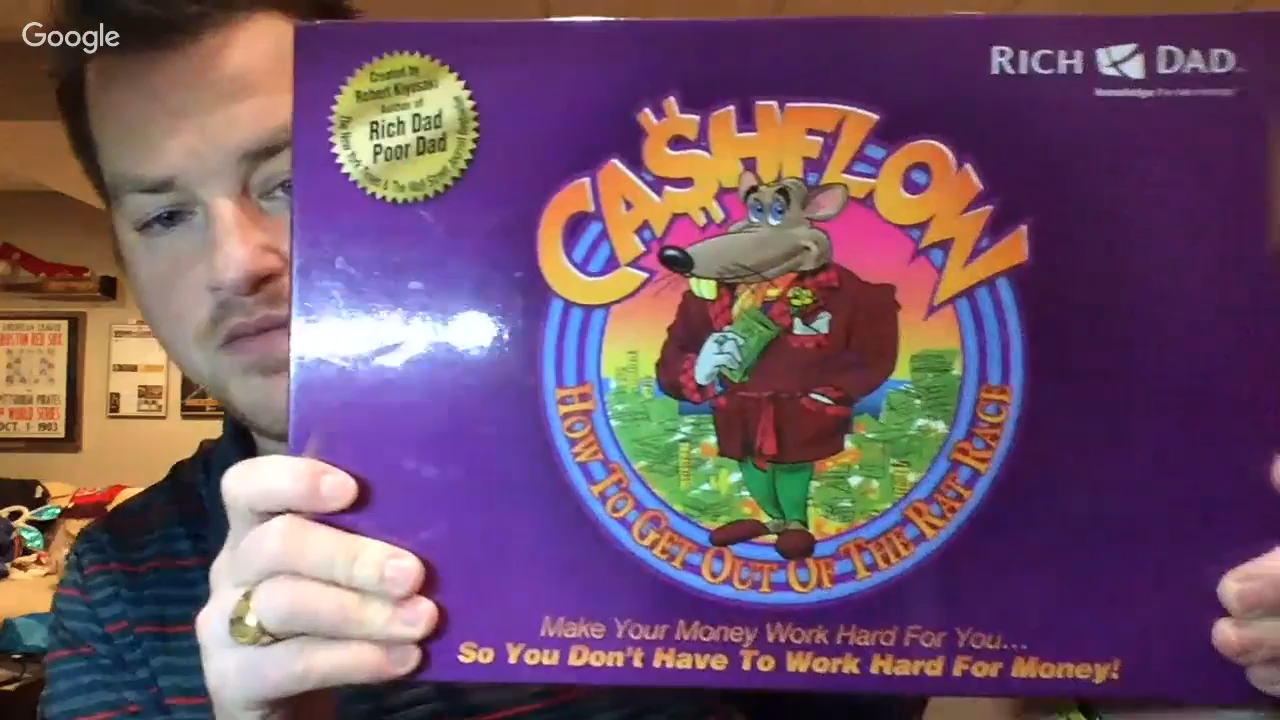 Google
RICH DAD
Created by
Robert Kiyosaki
Author of
Rich Dad
Poor Dad
CA$HFLOW
HOW TO GET OUT OF THE RAT RACE
Make Your Money Work Hard For You...
So You Don't Have To Work Hard For Money!
BOSTON RED SOX
PITTSBURGH PIRATES
WORLD SERIES
OCT. 1 - 1903